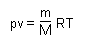 pv = m/M RT